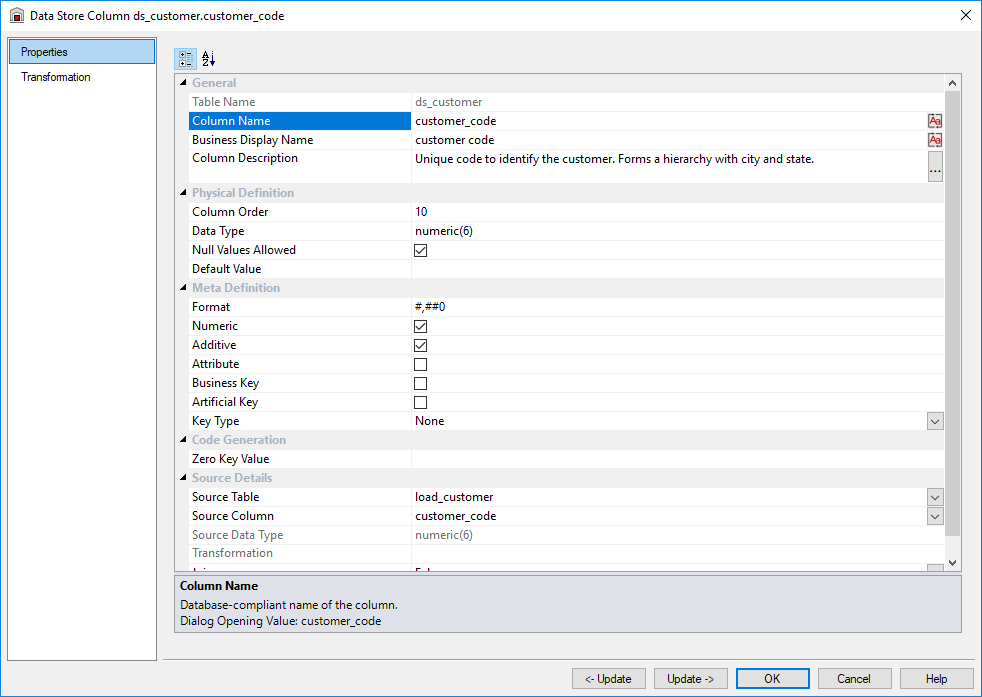 Data Store Column ds_customer.customer_code
Properties
Transformation
General
Table Name ds_customer
Column Name customer_code
Business Display Name customer code
Column Description Unique code to identify the customer. Forms a hierarchy with city and state.
...
Physical Definition
Column Order 10
Data Type numeric(6)
Null Values Allowed
Default Value
Meta Definition
Format #,##0
Numeric
Additive
Attribute
Business Key
Artificial Key
Key Type None
Code Generation
Zero Key Value
Source Details
Source Table load_customer
Source Column customer_code
Source Data Type numeric(6)
Transformation
Column Name
Database-compliant name of the column.
Dialog Opening Value: customer_code
<- Update Update -> OK Cancel Help